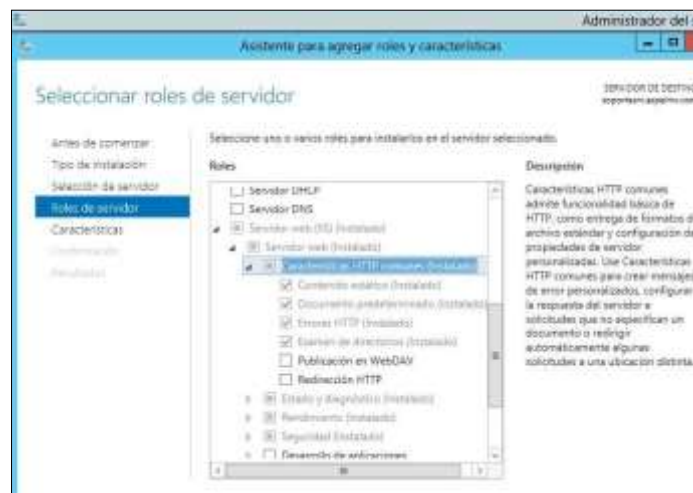 Administrador del s
Asistente para agregar roles y características
Seleccionar roles de servidor
SERVIDOR DE DESTINO
Antes de comenzar
Tipo de instalación
Selección de servidor
Roles de servidor
Características
Confirmación
Resultados
Seleccione uno o varios roles para instalarlos en el servidor seleccionado.
Roles
Servidor DHCP
Servidor DNS
Servidor web (IIS) (Instalado)
Servidor web (Instalado)
Características HTTP comunes (Instalado)
Contenido estático (Instalado)
Documento predeterminado (Instalado)
Errores HTTP (Instalado)
Examen de directorios (Instalado)
Publicación en WebDAV
Redirección HTTP
Estado y diagnóstico (Instalado)
Rendimiento (Instalado)
Seguridad (Instalado)
Desarrollo de aplicaciones
Descripción
Características HTTP comunes
admite funcionalidad básica de
HTTP, como entrega de formatos d
archivo estándar y configuración de
propiedades de servidor
personalizadas. Use Características
HTTP comunes para crear mensajes
de error personalizados, configurar
la respuesta del servidor a
solicitudes que no especifican un
documento o redirigir
automáticamente algunas
solicitudes a una ubicación distinta.